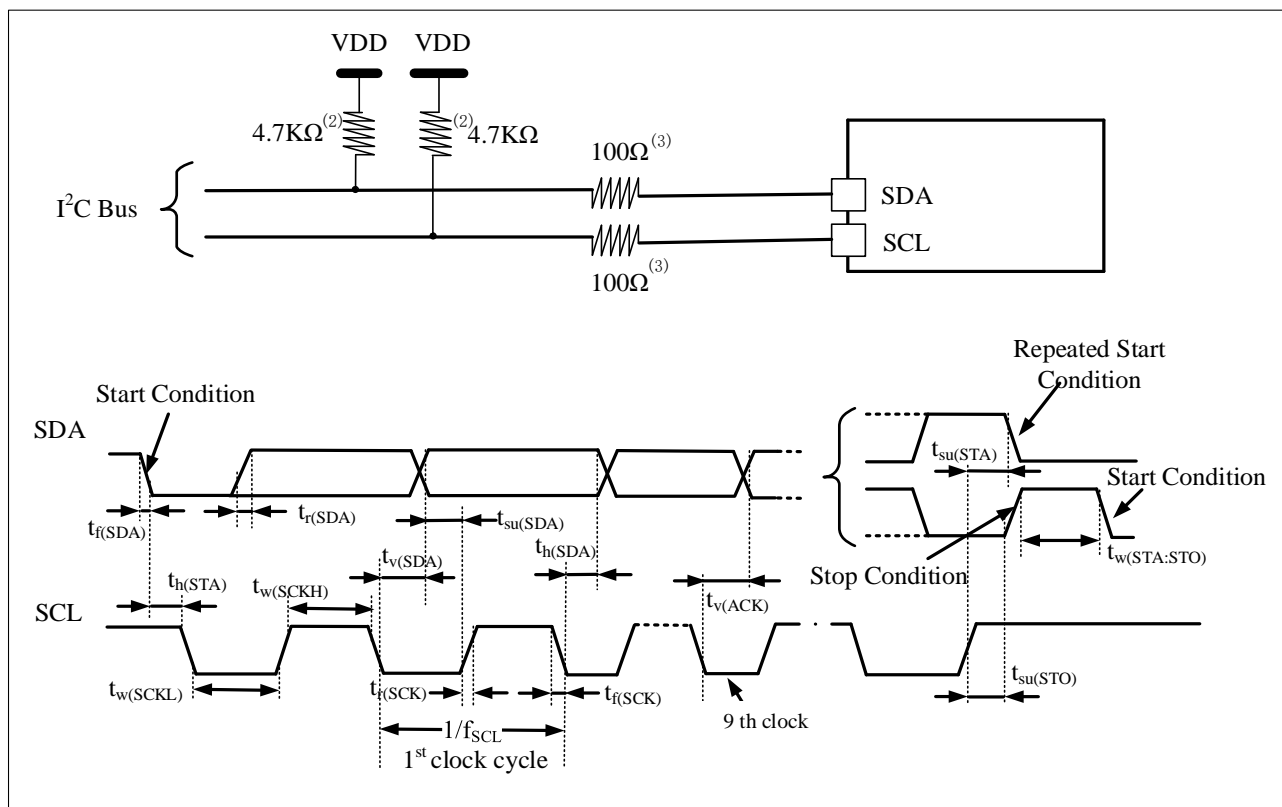 VDD VDD
4.7KΩ(2) (2)4.7KΩ
100Ω(3)
I2C Bus
SDA
SCL
100Ω(3)
Repeated Start
Condition
Start Condition
SDA
tsu(STA)
Start Condition
tf(SDA)
tr(SDA)
tsu(SDA)
tv(SDA)
th(SDA)
tw(STA:STO)
Stop Condition
th(STA)
tw(SCKH)
tv(ACK)
SCL
tw(SCKL)
tr(SCK)
tf(SCK)
tsu(STO)
9 th clock
1/fSCL
1st clock cycle